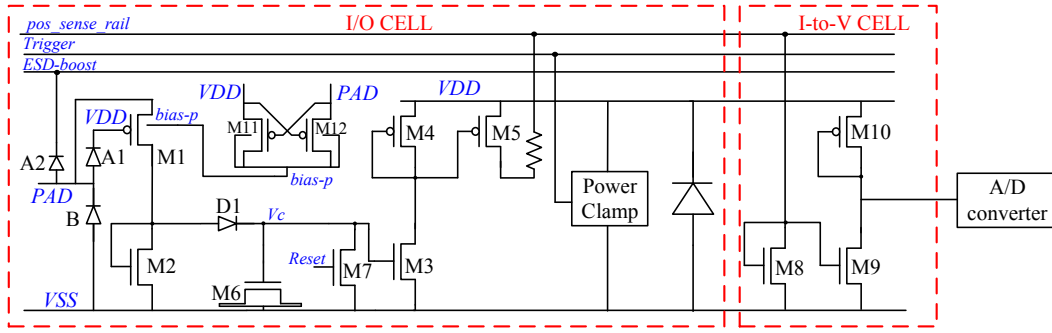 I/O CELL
I-to-V CELL
pos_sense_rail
Trigger
ESD-boost
VDD
PAD
VDD
VDD
bias-p
M11
M12
M4
M5
M10
A1
M1
A2
bias-p
PAD
Power
Clamp
A/D
converter
B
D1
Vc
M2
Reset
M7
M3
M8
M9
M6
VSS